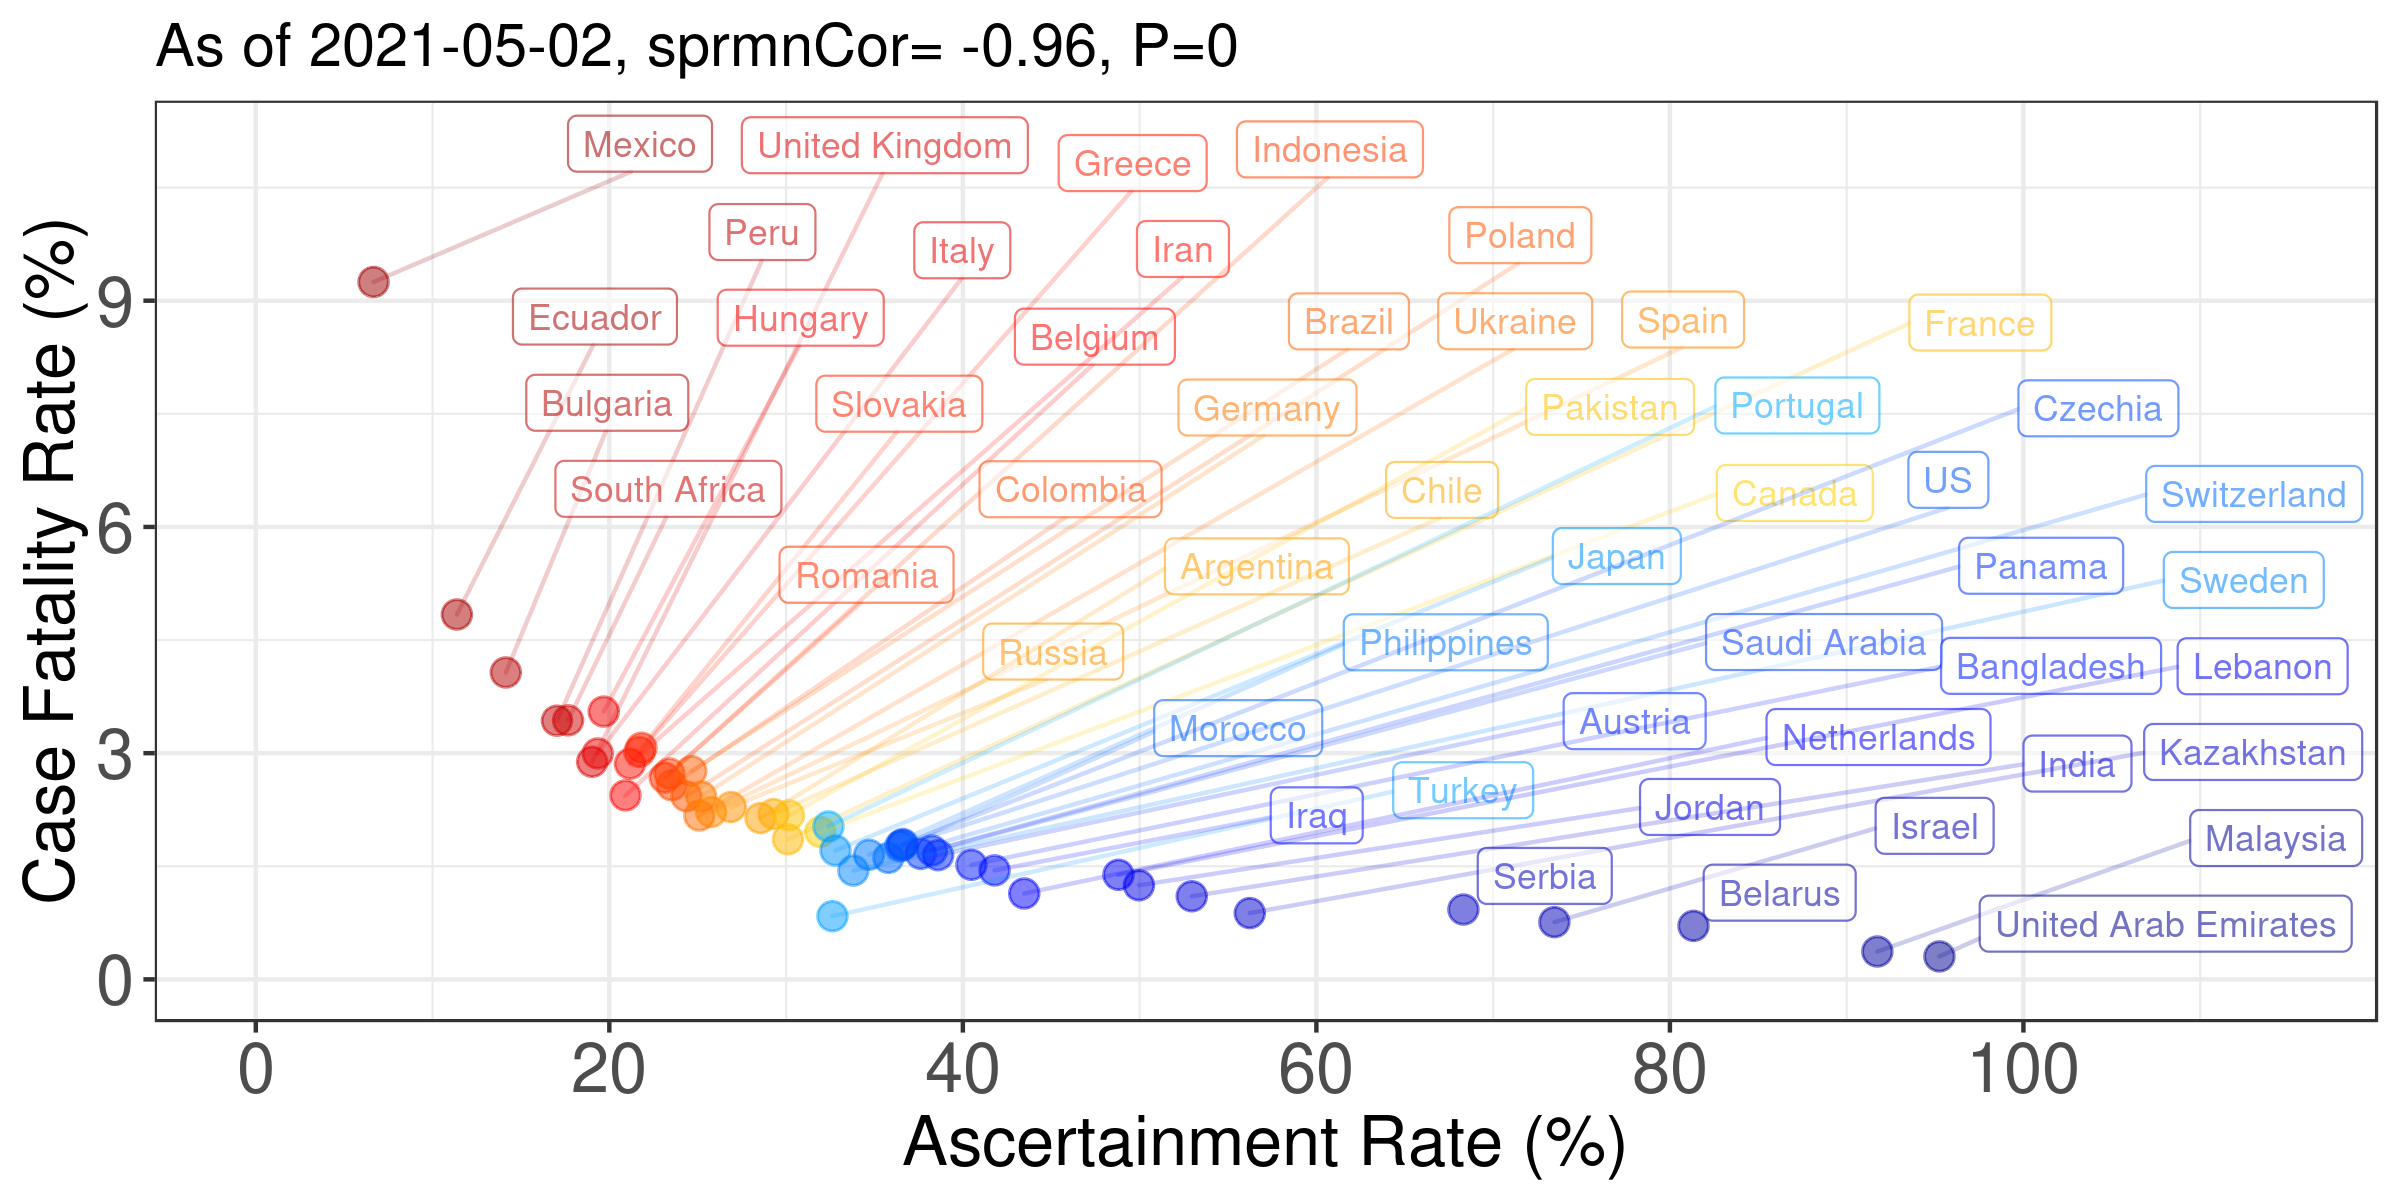 As of 2021-05-02, sprmnCor= -0.96, P=0
Case Fatality Rate (%)
9
6
3
0
Mexico
United Kingdom
Greece
Indonesia
Peru
Italy
Iran
Poland
Ecuador
Hungary
Belgium
Brazil
Ukraine
Spain
France
Bulgaria
Slovakia
Germany
Pakistan
Portugal
Czechia
South Africa
Colombia
Chile
Canada
US
Switzerland
Romania
Argentina
Japan
Panama
Sweden
Russia
Philippines
Saudi Arabia
Bangladesh
Lebanon
Morocco
Austria
Netherlands
India
Kazakhstan
Turkey
Iraq
Jordan
Israel
Malaysia
Serbia
Belarus
United Arab Emirates
0
20
40
60
80
100
Ascertainment Rate (%)